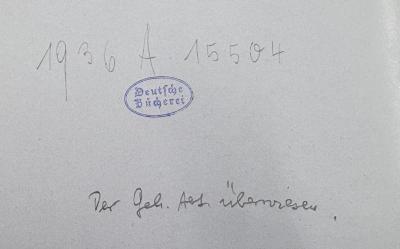 1936 A 15504
Deutsche
Bücherei
Der Geh. Abt. überwiesen.